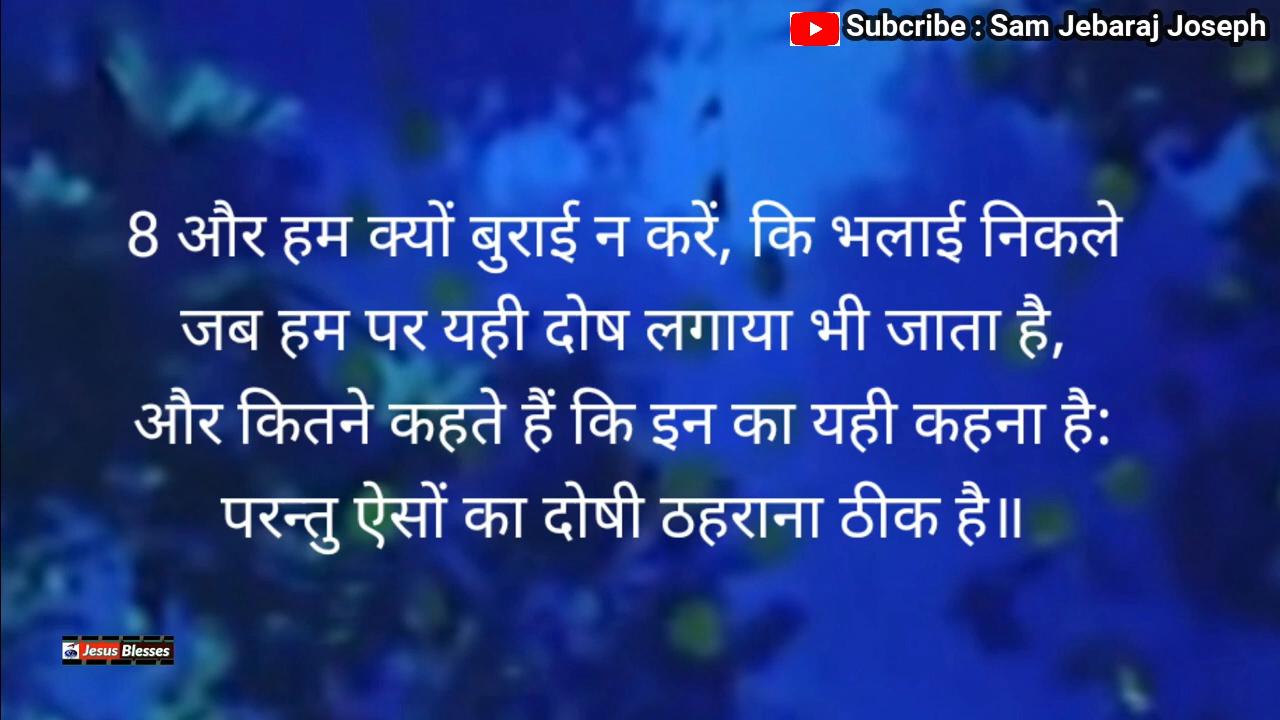 Subcribe : Sam Jebaraj Joseph
8 और हम क्यों बुराई न करें, कि भलाई निकले
जब हम पर यही दोष लगाया भी जाता है,
और कितने कहते हैं कि इन का यही कहना है:
परन्तु ऐसों का दोषी ठहराना ठीक है॥
Jesus Blesses